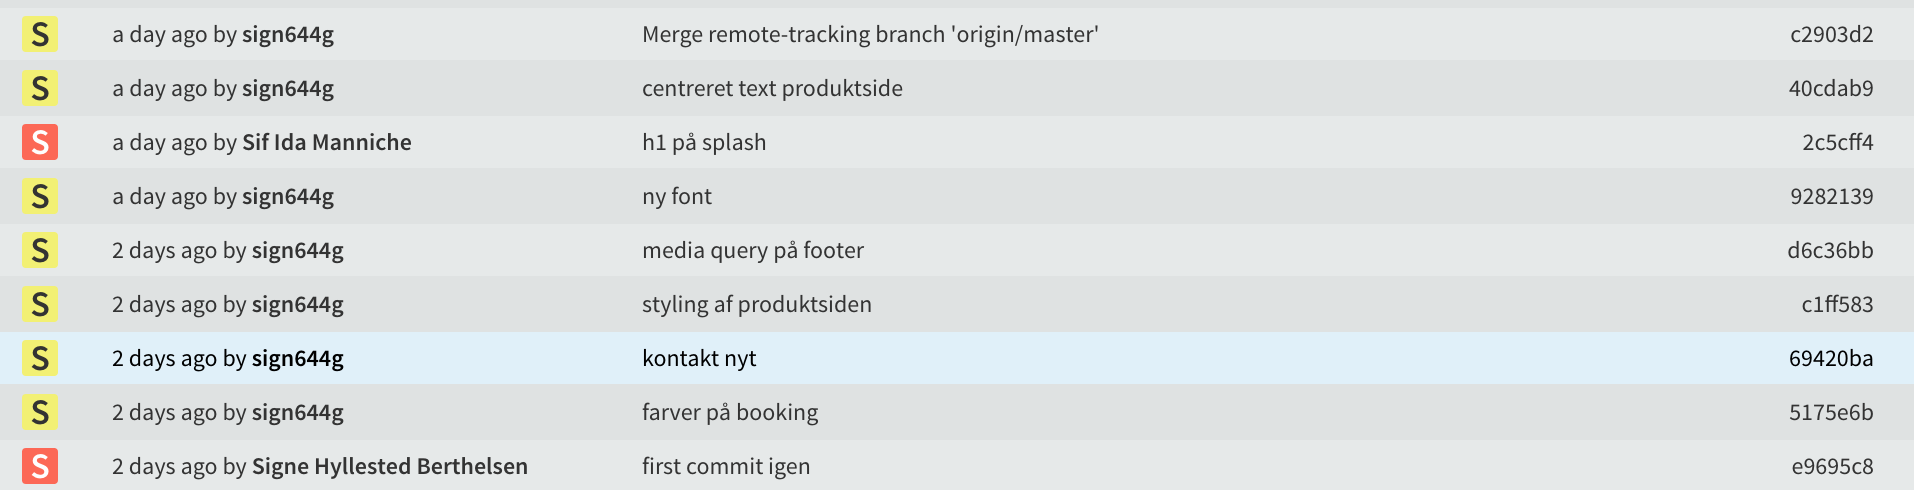 S a day ago by sign644g Merge remote-tracking branch 'origin/master' c2903d2
S a day ago by sign644g centreret text produktside 40cdab9
S a day ago by Sif Ida Manniche h1 på splash 2c5cff4
S a day ago by sign644g ny font 9282139
S 2 days ago by sign644g media query på footer d6c36bb
S 2 days ago by sign644g styling af produktsiden c1ff583
S 2 days ago by sign644g kontakt nyt 69420ba
S 2 days ago by sign644g farver på booking 5175e6b
S 2 days ago by Signe Hyllested Berthelsen first commit igen e9695c8